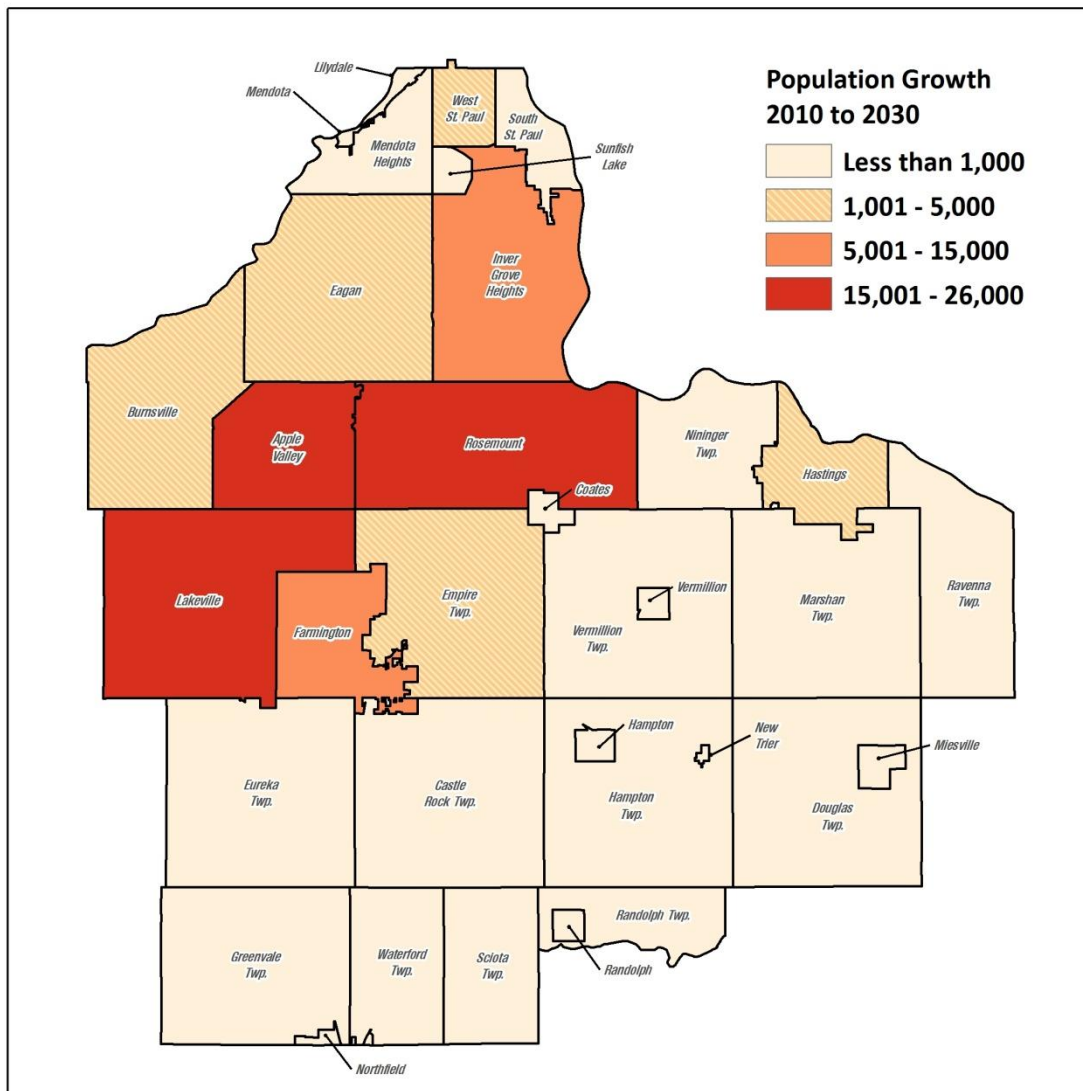 Population Growth
2010 to 2030
Less than 1,000
1,001 - 5,000
5,001 - 15,000
15,001 - 26,000
Lilydale
Mendota
West
St. Paul
South
St. Paul
Mendota
Heights
Sunfish
Lake
Inver
Grove
Heights
Eagan
Burnsville
Apple
Valley
Rosemount
Nininger
Twp.
Hastings
Coates
Lakeville
Farmington
Empire
Twp.
Vermillion
Vermillion
Twp.
Marshan
Twp.
Ravenna
Twp.
Hampton
New
Trier
Miesville
Eureka
Twp.
Castle
Rock Twp.
Hampton
Twp.
Douglas
Twp.
Randolph Twp.
Greenvale
Twp.
Waterford
Twp.
Sciota
Twp.
Randolph
Northfield